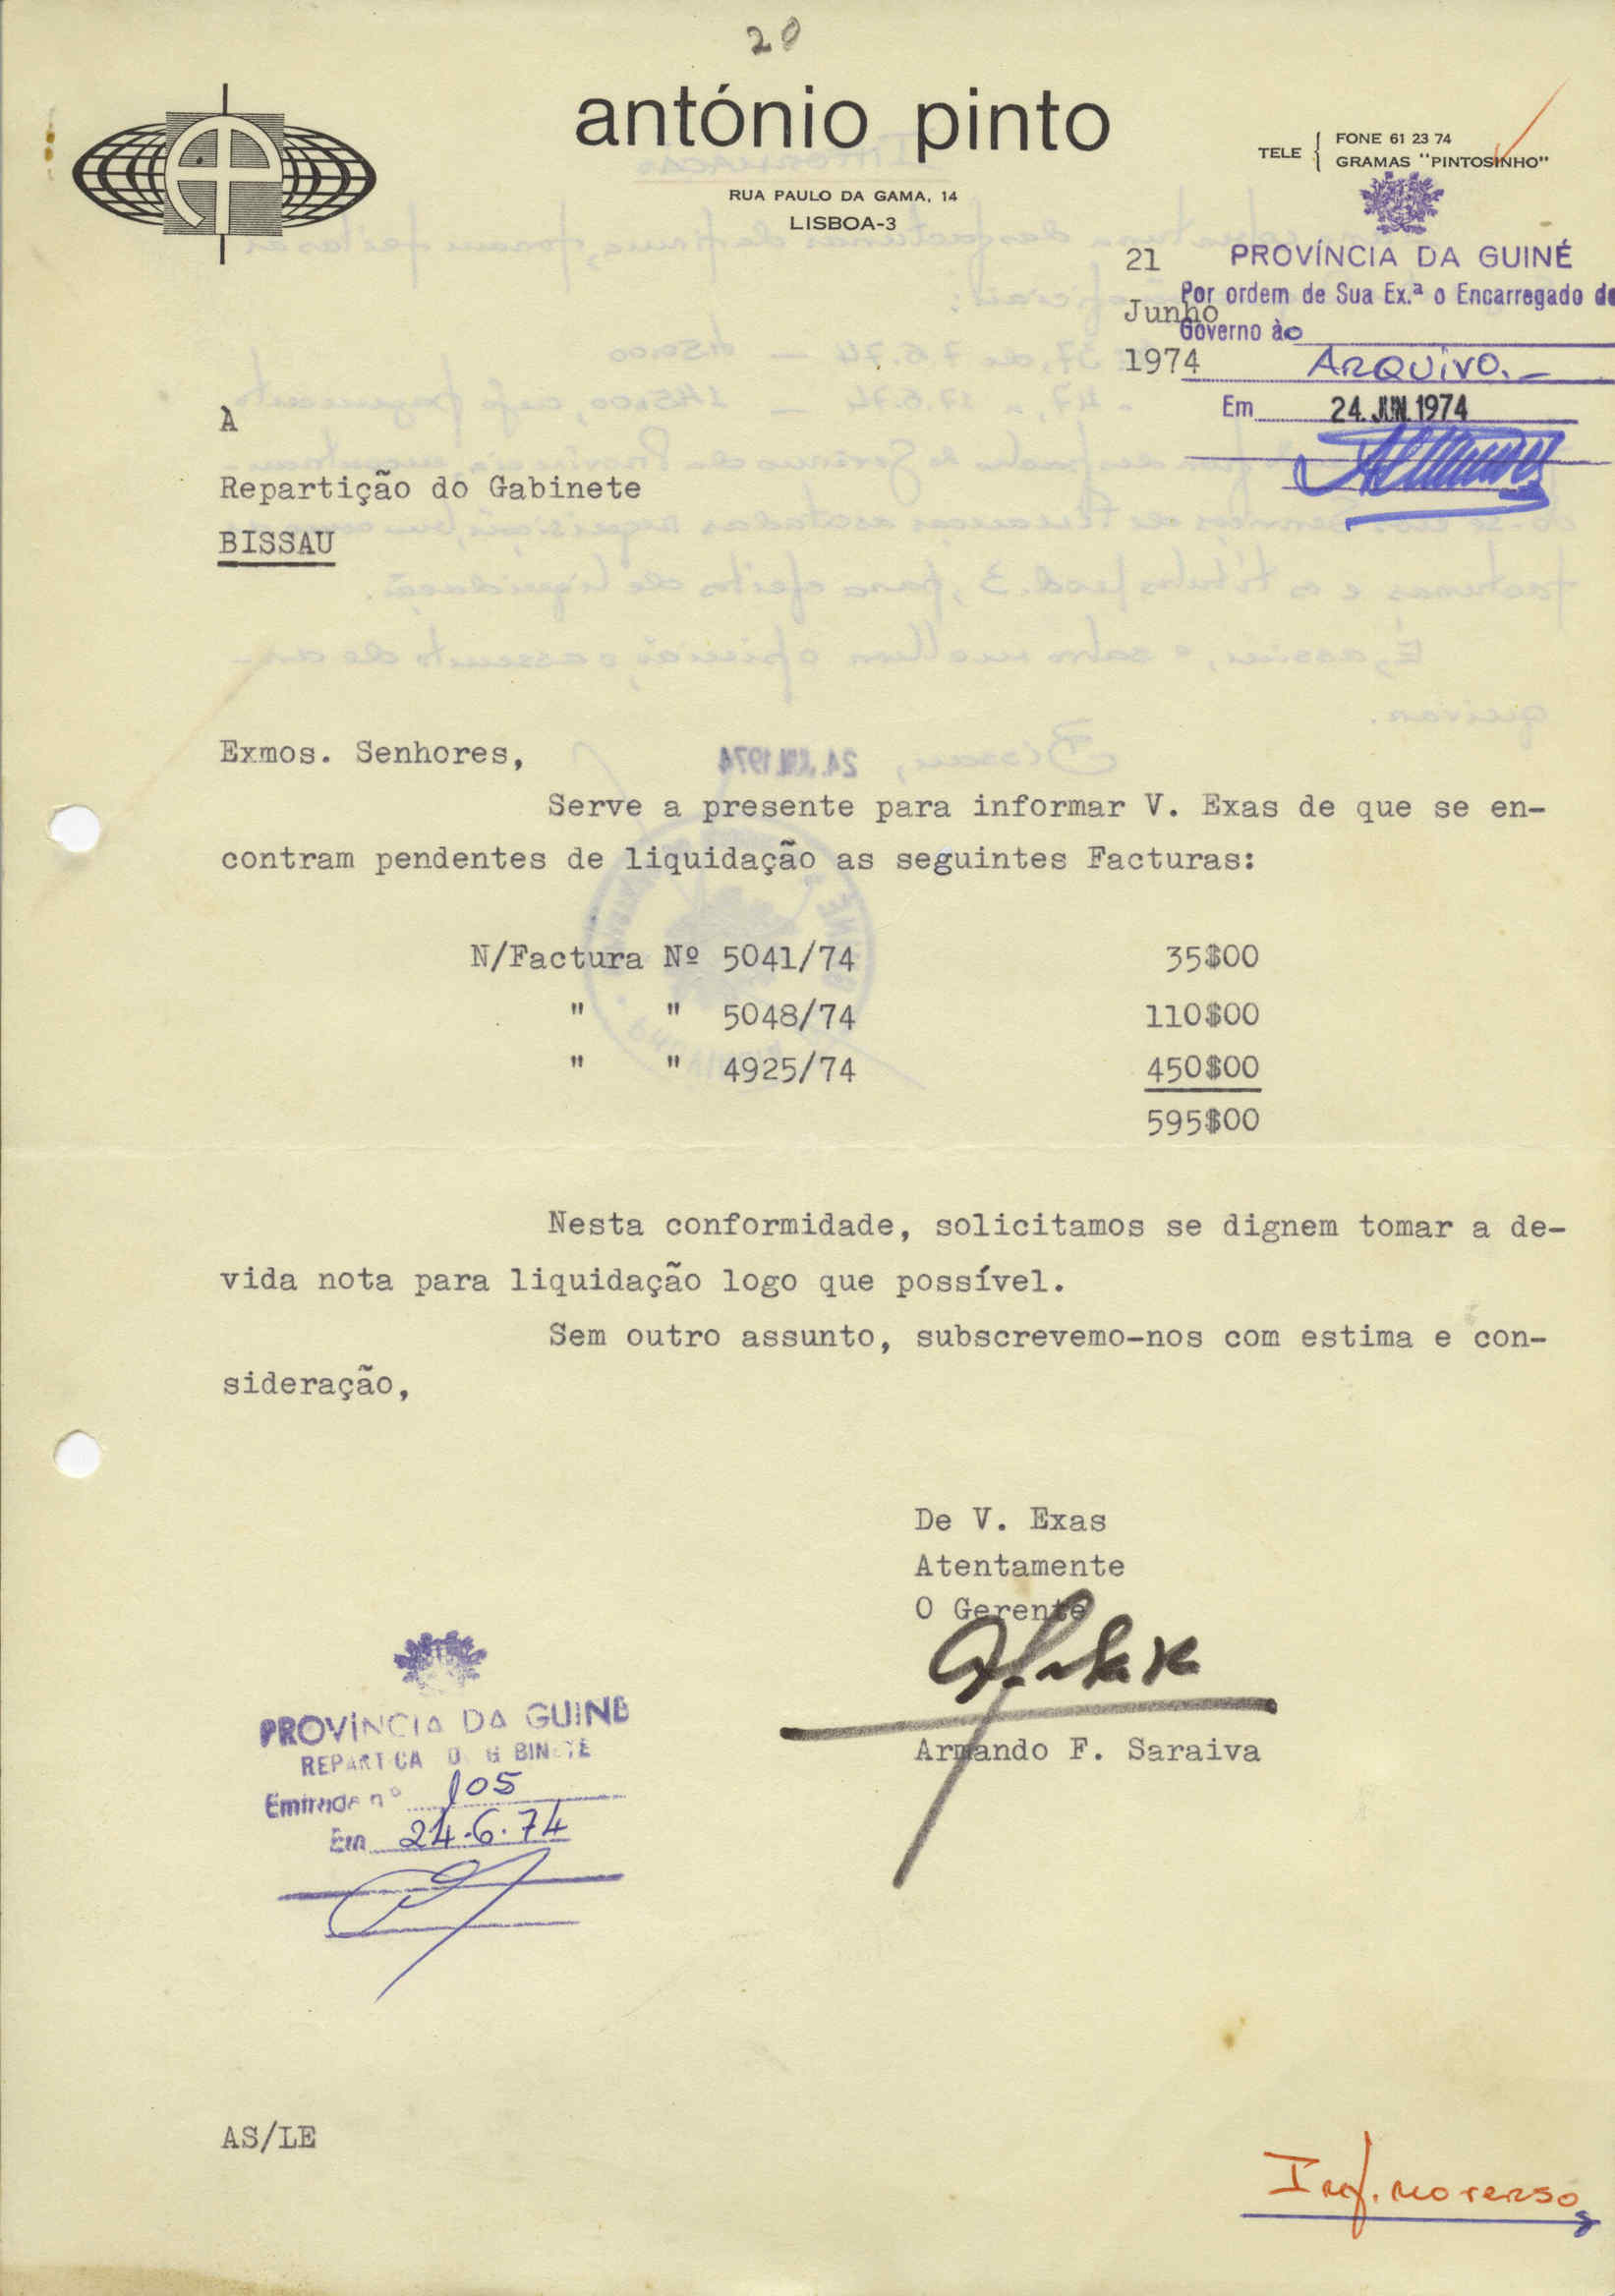 20
antónio pinto
RUA PAULO DA GAMA, 14
LISBOA-3
TELE { FONE 61 23 74
GRAMAS "PINTOSINHO"
PROVÍNCIA DA GUINÉ
Por ordem de Sua Ex.ª o Encarregado de
Governo ào
ARQUIVO.—
Em 24. JUN. 1974
21
Junho
1974
A
Repartição do Gabinete
BISSAU
Exmos. Senhores,
Serve a presente para informar V. Exas de que se en-
contram pendentes de liquidação as seguintes Facturas:
N/Factura Nº 5041/74 35$00
" " 5048/74 110$00
" " 4925/74 450$00
595$00
Nesta conformidade, solicitamos se dignem tomar a de-
vida nota para liquidação logo que possível.
Sem outro assunto, subscrevemo-nos com estima e con-
sideração,
De V. Exas
Atentamente
O Gerente
Armando F. Saraiva
PROVÍNCIA DA GUINÉ
REPARTIÇÃO DO GABINETE
Entrada nº 105
Em 24.6.74
AS/LE
Inf. no verso